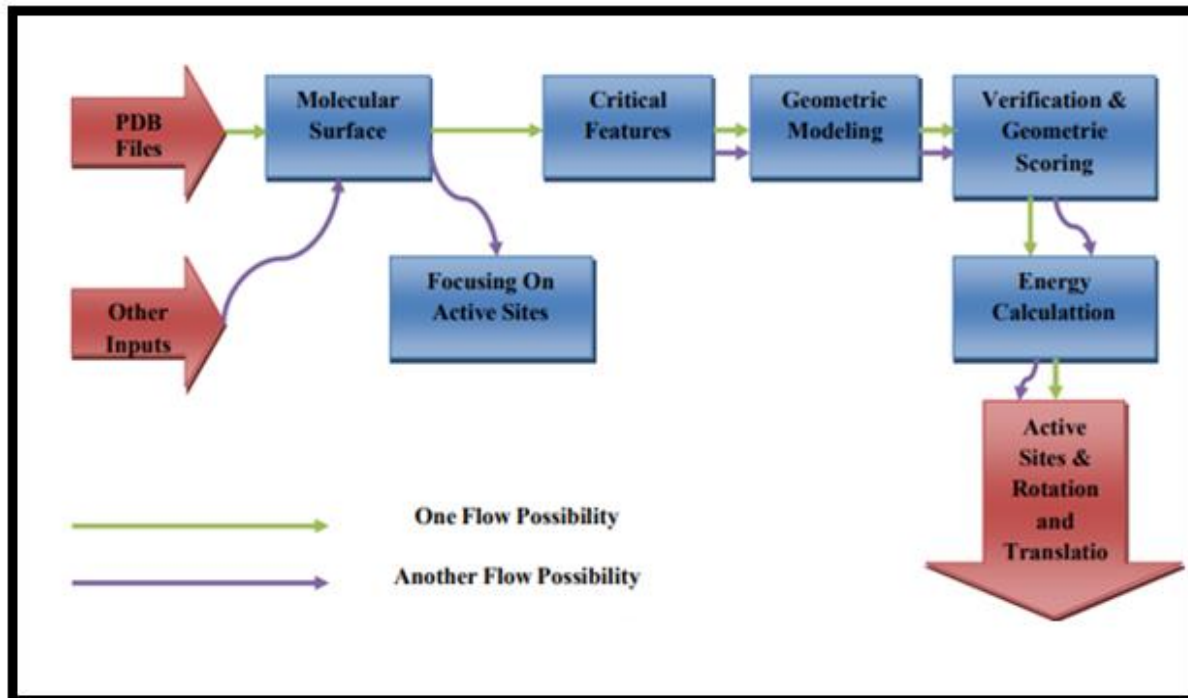 PDB
Files
Molecular
Surface
Critical
Features
Geometric
Modeling
Verification &
Geometric
Scoring
Other
Inputs
Focusing On
Active Sites
Energy
Calculattion
Active
Sites &
Rotation
and
Translatio
One Flow Possibility
Another Flow Possibility